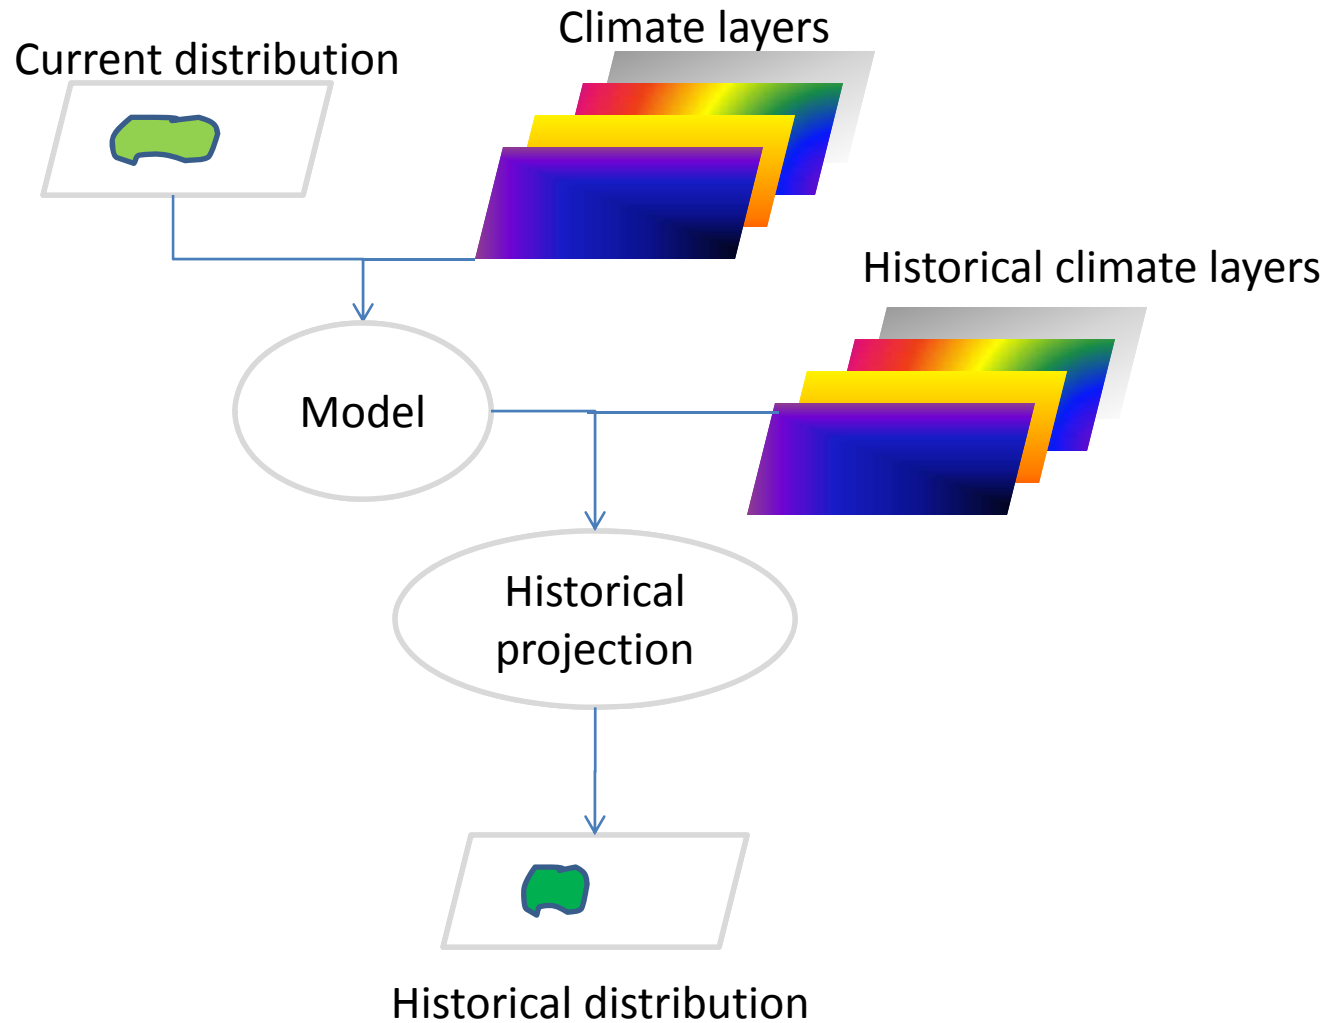 Climate layers
Current distribution
Historical climate layers
Model
Historical
projection
Historical distribution